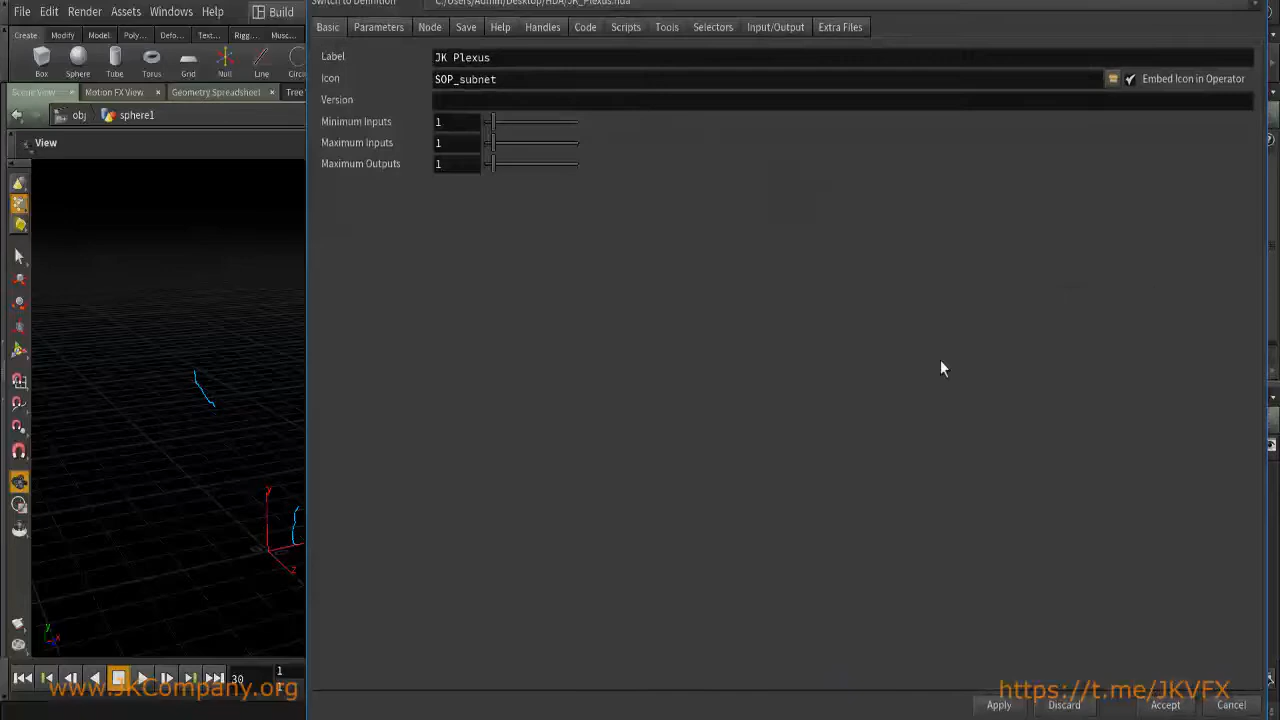 Switch to Definition C:/Users/Admin/Desktop/HDA/JK_Plexus.hda
File Edit Render Assets Windows Help Build
Basic Parameters Node Save Help Handles Code Scripts Tools Selectors Input/Output Extra Files
Create Modify Model Poly... Defo... Text... Rigg... Musc...
Box Sphere Tube Torus Grid Null Line Circ
Scene View Motion FX View Geometry Spreadsheet Tree
obj sphere1
View
Label JK Plexus
Icon SOP_subnet Embed Icon in Operator
Version
Minimum Inputs 1
Maximum Inputs 1
Maximum Outputs 1
y
x
z
y
x
30 1
1
www.JKCompany.org
https://t.me/JKVFX
Apply Discard Accept Cancel